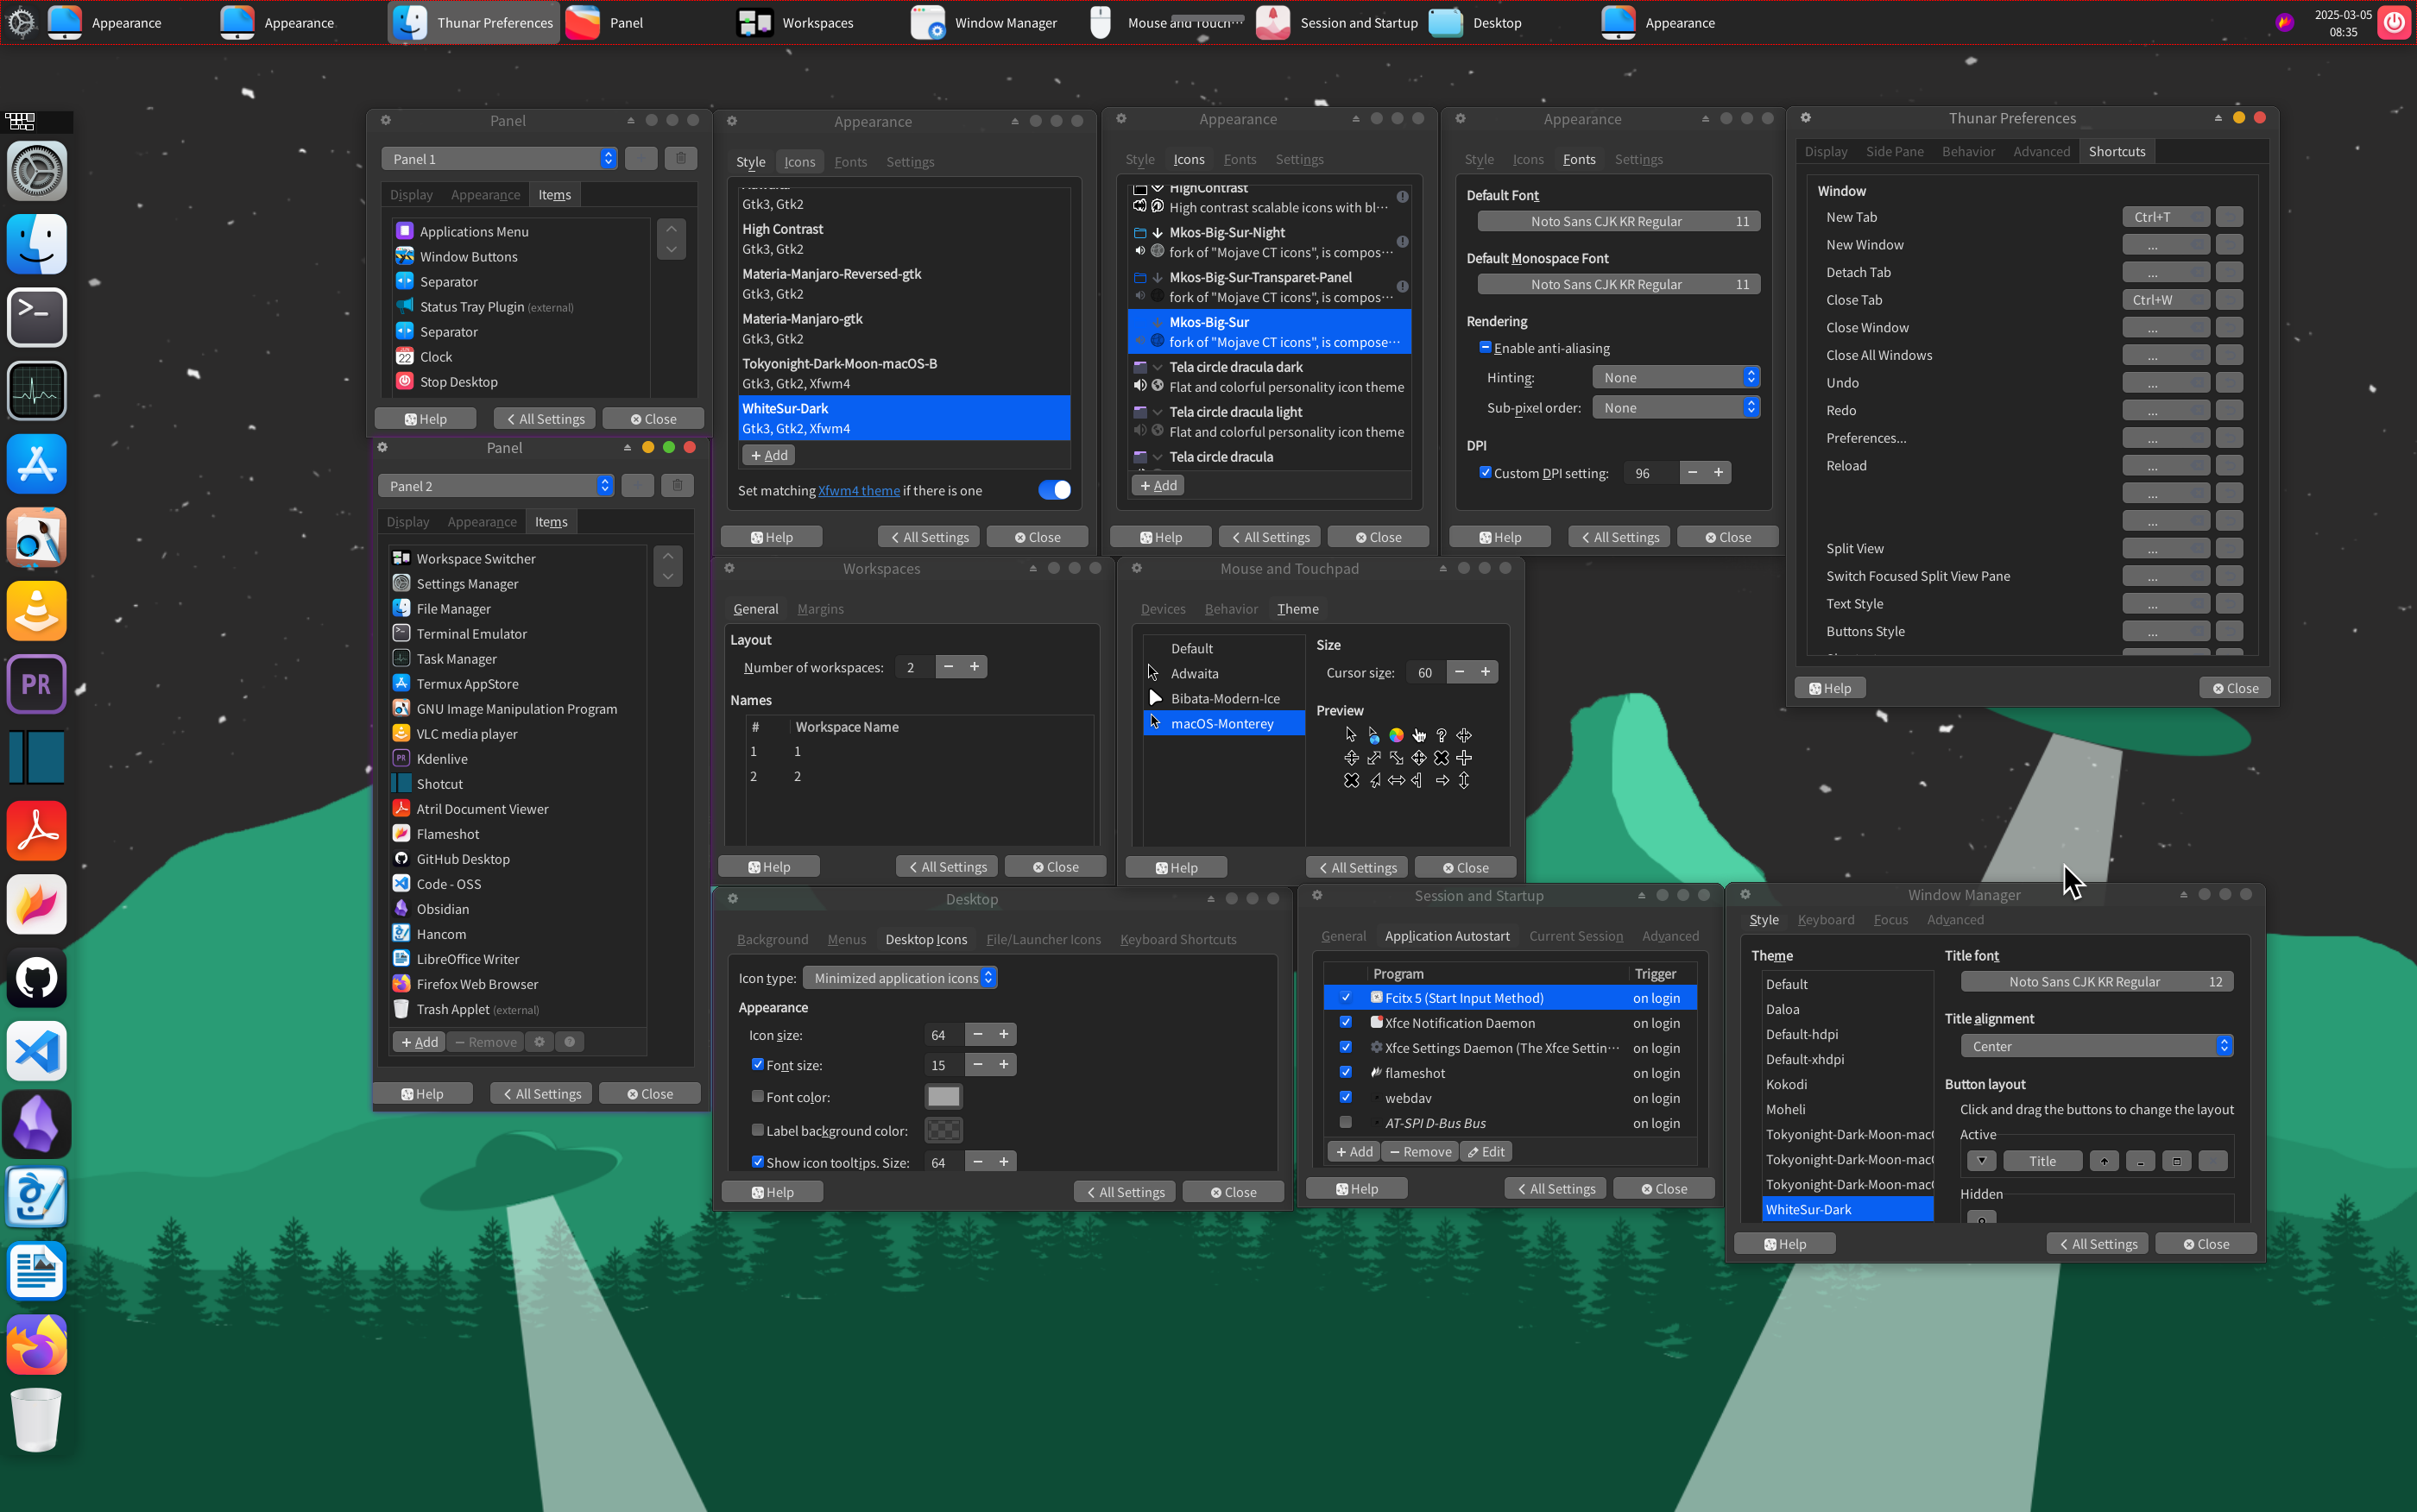 Appearance
Appearance
Thunar Preferences
Panel
Workspaces
Window Manager
Mouse and Touch…
Session and Startup
Desktop
Appearance
2025-03-05
08:35
Panel
Panel 1
Display Appearance Items
Applications Menu
Window Buttons
Separator
Status Tray Plugin (external)
Separator
Clock
Stop Desktop
Help All Settings Close
Panel
Panel 2
Display Appearance Items
Workspace Switcher
Settings Manager
File Manager
Terminal Emulator
Task Manager
Termux AppStore
GNU Image Manipulation Program
VLC media player
Kdenlive
Shotcut
Atril Document Viewer
Flameshot
GitHub Desktop
Code - OSS
Obsidian
Hancom
LibreOffice Writer
Firefox Web Browser
Trash Applet (external)
+ Add − Remove
Help All Settings Close
Appearance
Style Icons Fonts Settings
Gtk3, Gtk2
High Contrast
Gtk3, Gtk2
Materia-Manjaro-Reversed-gtk
Gtk3, Gtk2
Materia-Manjaro-gtk
Gtk3, Gtk2
Tokyonight-Dark-Moon-macOS-B
Gtk3, Gtk2, Xfwm4
WhiteSur-Dark
Gtk3, Gtk2, Xfwm4
+ Add
Set matching Xfwm4 theme if there is one
Help All Settings Close
Appearance
Style Icons Fonts Settings
HighContrast
High contrast scalable icons with bl…
Mkos-Big-Sur-Night
fork of "Mojave CT icons", is compos…
Mkos-Big-Sur-Transparet-Panel
fork of "Mojave CT icons", is compos…
Mkos-Big-Sur
fork of "Mojave CT icons", is compose…
Tela circle dracula dark
Flat and colorful personality icon theme
Tela circle dracula light
Flat and colorful personality icon theme
Tela circle dracula
+ Add
Help All Settings Close
Appearance
Style Icons Fonts Settings
Default Font
Noto Sans CJK KR Regular 11
Default Monospace Font
Noto Sans CJK KR Regular 11
Rendering
Enable anti-aliasing
Hinting: None
Sub-pixel order: None
DPI
Custom DPI setting: 96 − +
Help All Settings Close
Thunar Preferences
Display Side Pane Behavior Advanced Shortcuts
Window
New Tab Ctrl+T
New Window ...
Detach Tab ...
Close Tab Ctrl+W
Close Window ...
Close All Windows ...
Undo ...
Redo ...
Preferences... ...
Reload ...
...
...
Split View ...
Switch Focused Split View Pane ...
Text Style ...
Buttons Style ...
Help Close
Workspaces
General Margins
Layout
Number of workspaces: 2 − +
Names
# Workspace Name
1 1
2 2
Help All Settings Close
Mouse and Touchpad
Devices Behavior Theme
Default
Adwaita
Bibata-Modern-Ice
macOS-Monterey
Size
Cursor size: 60 − +
Preview
Help All Settings Close
Desktop
Background Menus Desktop Icons File/Launcher Icons Keyboard Shortcuts
Icon type: Minimized application icons
Appearance
Icon size: 64 − +
Font size: 15 − +
Font color:
Label background color:
Show icon tooltips. Size: 64 − +
Help All Settings Close
Session and Startup
General Application Autostart Current Session Advanced
Program Trigger
Fcitx 5 (Start Input Method) on login
Xfce Notification Daemon on login
Xfce Settings Daemon (The Xfce Settin… on login
flameshot on login
webdav on login
AT-SPI D-Bus Bus on login
+ Add − Remove Edit
Help All Settings Close
Window Manager
Style Keyboard Focus Advanced
Theme
Default
Daloa
Default-hdpi
Default-xhdpi
Kokodi
Moheli
Tokyonight-Dark-Moon-mac
Tokyonight-Dark-Moon-mac
Tokyonight-Dark-Moon-mac
WhiteSur-Dark
Title font
Noto Sans CJK KR Regular 12
Title alignment
Center
Button layout
Click and drag the buttons to change the layout
Active
Title
Hidden
Help All Settings Close
22
PR